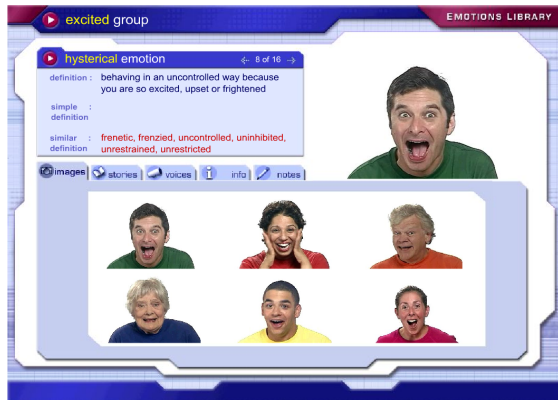 excited group
EMOTIONS LIBRARY
hysterical emotion
8 of 16
definition : behaving in an uncontrolled way because
you are so excited, upset or frightened
simple :
definition
similar : frenetic, frenzied, uncontrolled, uninhibited,
definition unrestrained, unrestricted
images stories voices info notes